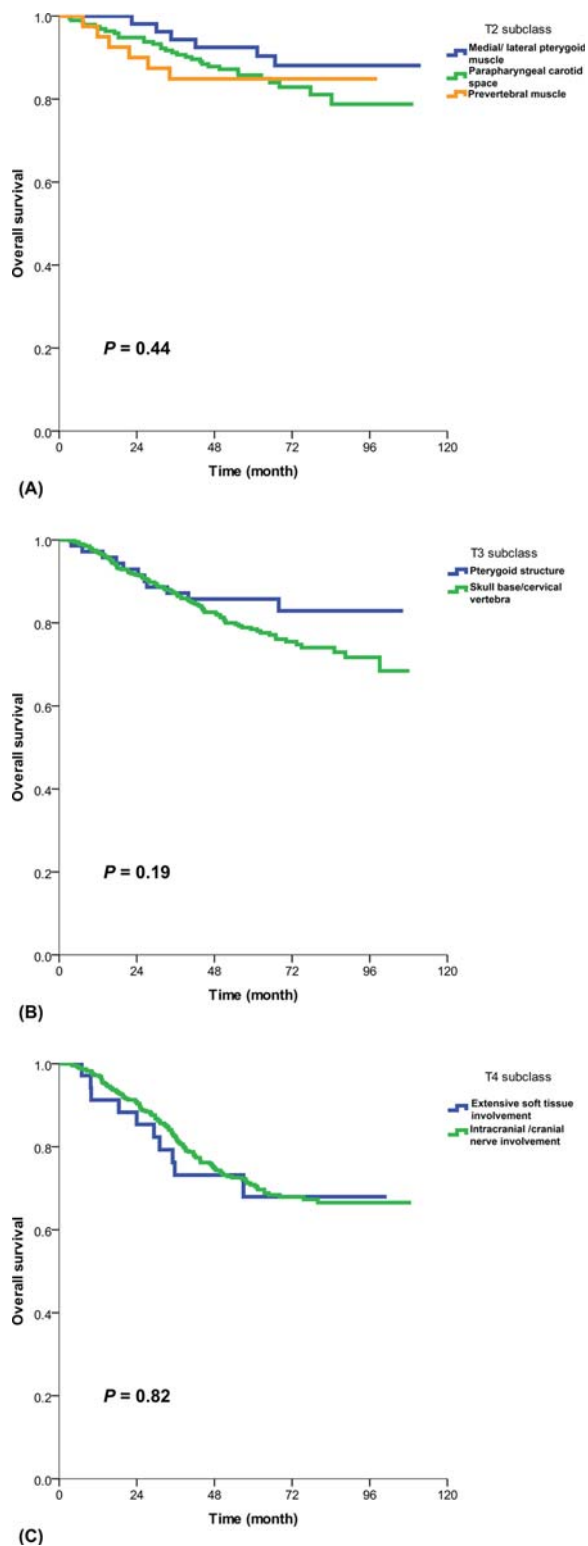 T2 subclass
Medial/ lateral pterygoid
muscle
Parapharyngeal carotid
space
Prevertebral muscle
1.0
0.8
0.6
0.4
0.2
0.0
Overall survival
P = 0.44
0 24 48 72 96 120
Time (month)
(A)
T3 subclass
Pterygoid structure
Skull base/cervical
vertebra
1.0
0.8
0.6
0.4
0.2
0.0
Overall survival
P = 0.19
0 24 48 72 96 120
Time (month)
(B)
T4 subclass
Extensive soft tissue
involvement
Intracranial /cranial
nerve involvement
1.0
0.8
0.6
0.4
0.2
0.0
Overall survival
P = 0.82
0 24 48 72 96 120
Time (month)
(C)